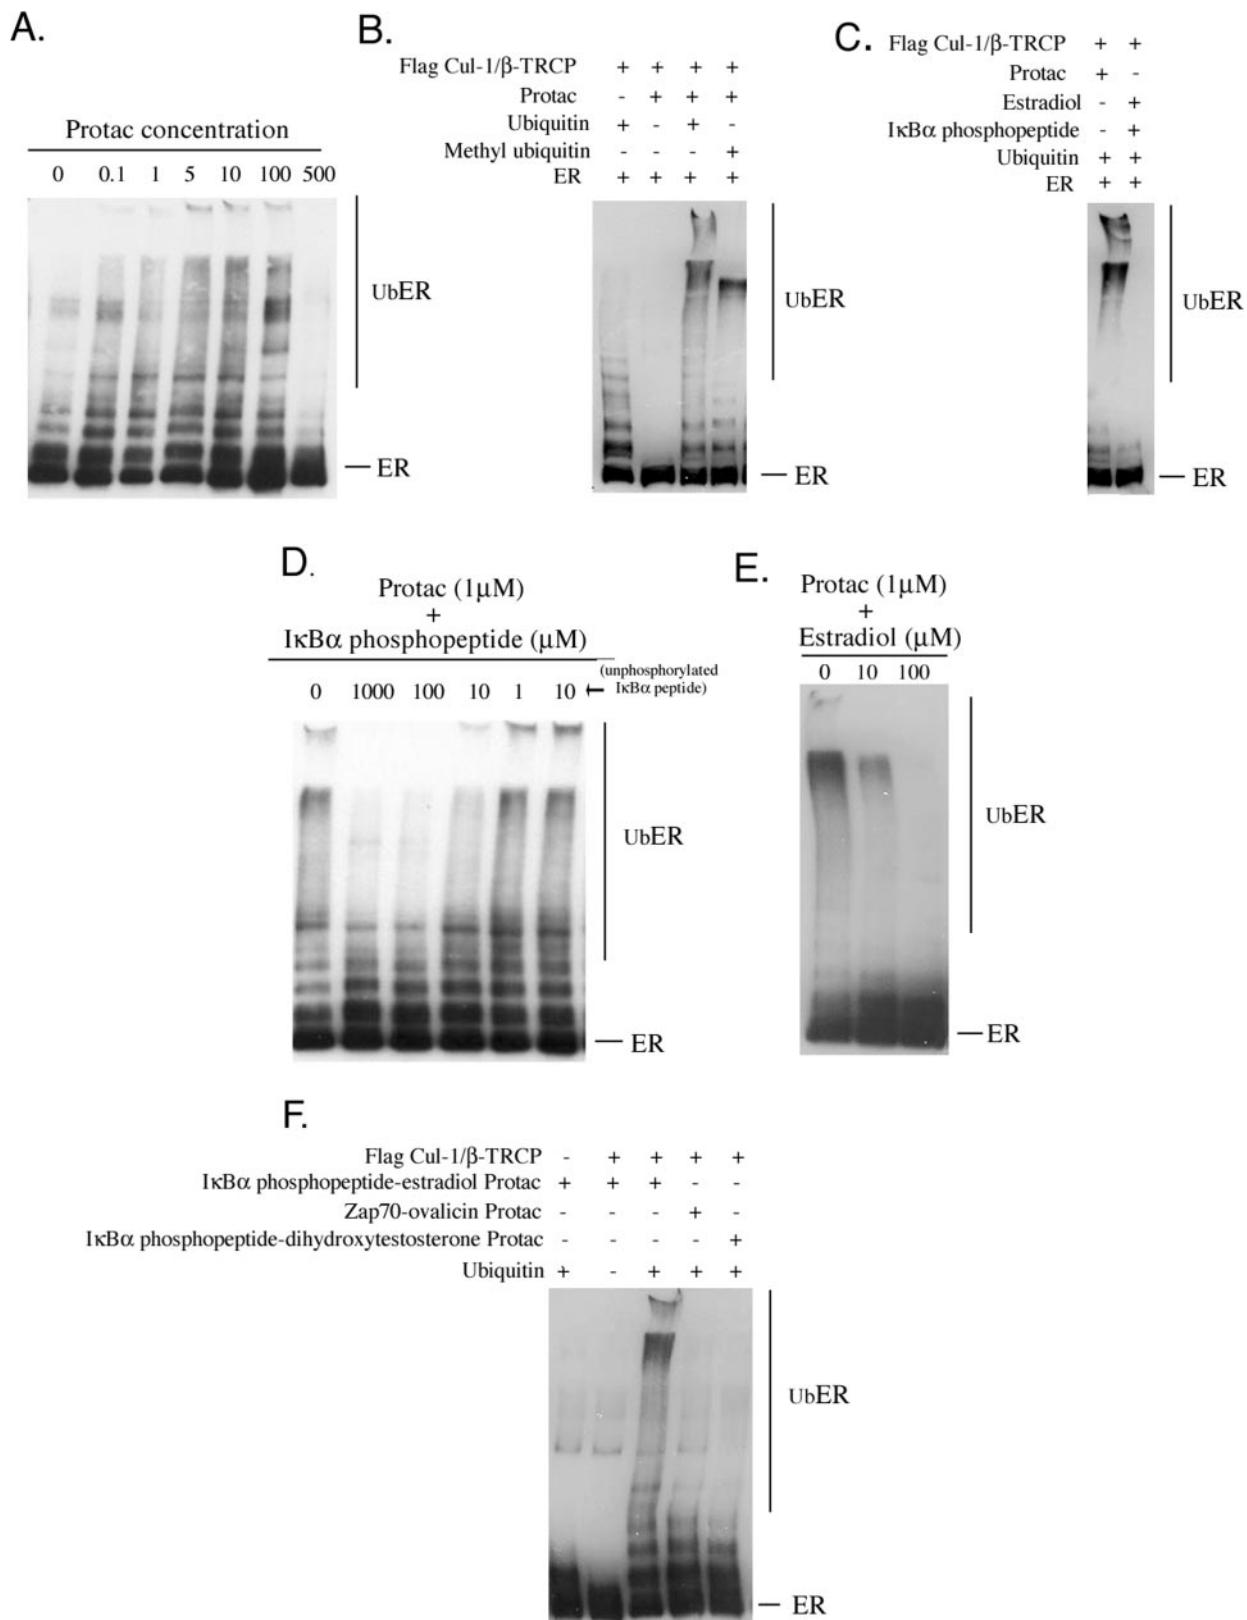 A.
Protac concentration
0 0.1 1 5 10 100 500
UbER
ER
B.
Flag Cul-1/β-TRCP + + + +
Protac - + + +
Ubiquitin + - + -
Methyl ubiquitin - - - +
ER + + + +
UbER
ER
C.
Flag Cul-1/β-TRCP + +
Protac + -
Estradiol - +
IκBα phosphopeptide - +
Ubiquitin + +
ER + +
UbER
ER
D.
Protac (1μM)
+
IκBα phosphopeptide (μM)
(unphosphorylated
IκBα peptide)
0 1000 100 10 1 10
UbER
ER
E.
Protac (1μM)
+
Estradiol (μM)
0 10 100
UbER
ER
F.
Flag Cul-1/β-TRCP - + + + +
IκBα phosphopeptide-estradiol Protac + + + - -
Zap70-ovalicin Protac - - - + -
IκBα phosphopeptide-dihydroxytestosterone Protac - - - - +
Ubiquitin + - + + +
UbER
ER